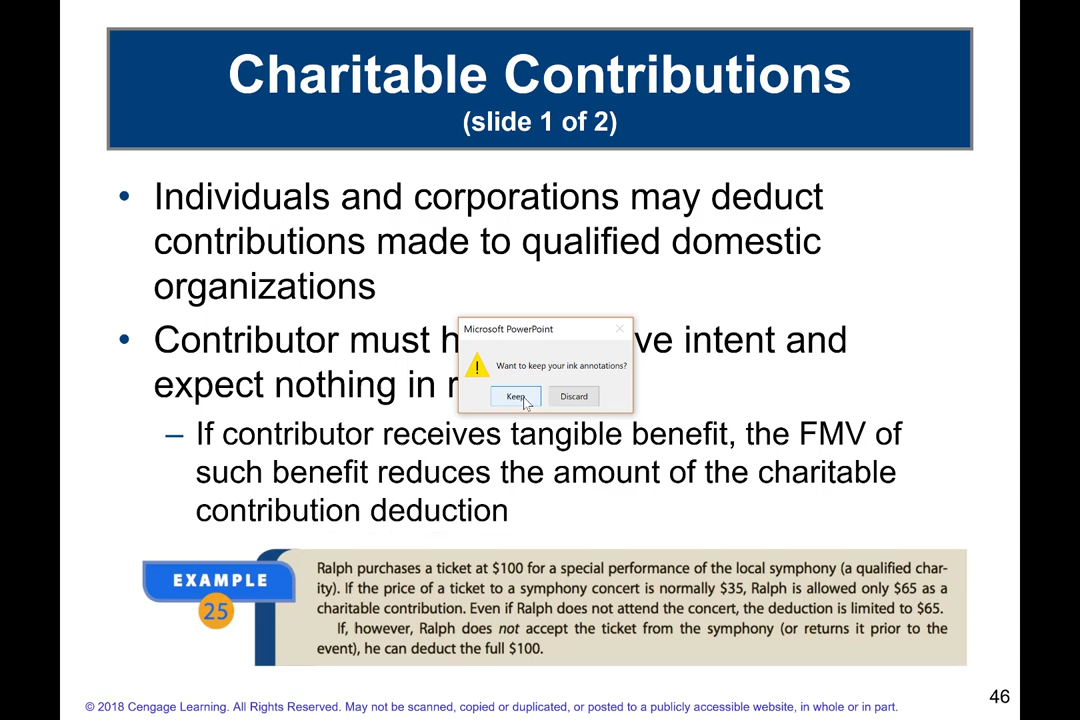 Charitable Contributions
(slide 1 of 2)
• Individuals and corporations may deduct
contributions made to qualified domestic
organizations
• Contributor must h ve intent and
expect nothing in r
Microsoft PowerPoint
Want to keep your ink annotations?
Keep Discard
– If contributor receives tangible benefit, the FMV of
such benefit reduces the amount of the charitable
contribution deduction
EXAMPLE
25
Ralph purchases a ticket at $100 for a special performance of the local symphony (a qualified char-
ity). If the price of a ticket to a symphony concert is normally $35, Ralph is allowed only $65 as a
charitable contribution. Even if Ralph does not attend the concert, the deduction is limited to $65.
If, however, Ralph does not accept the ticket from the symphony (or returns it prior to the
event), he can deduct the full $100.
46
© 2018 Cengage Learning. All Rights Reserved. May not be scanned, copied or duplicated, or posted to a publicly accessible website, in whole or in part.